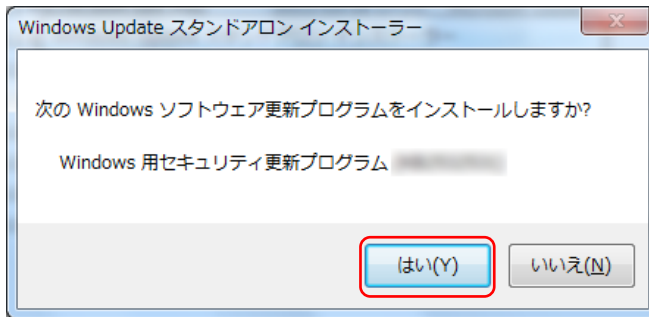 Windows Update スタンドアロン インストーラー
次の Windows ソフトウェア更新プログラムをインストールしますか?
Windows 用セキュリティ更新プログラム
はい(Y) いいえ(N)